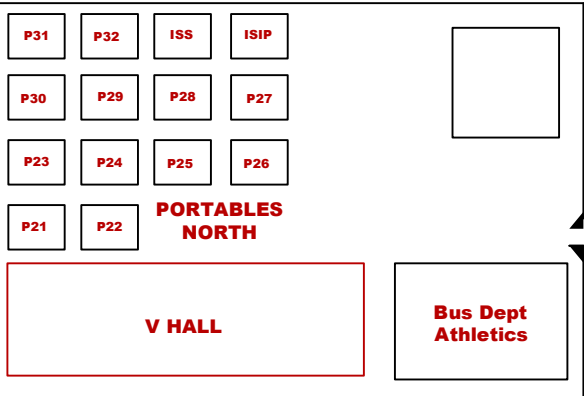 P31 P32 ISS ISIP
P30 P29 P28 P27
P23 P24 P25 P26
P21 P22
PORTABLES
NORTH
V HALL
Bus Dept
Athletics